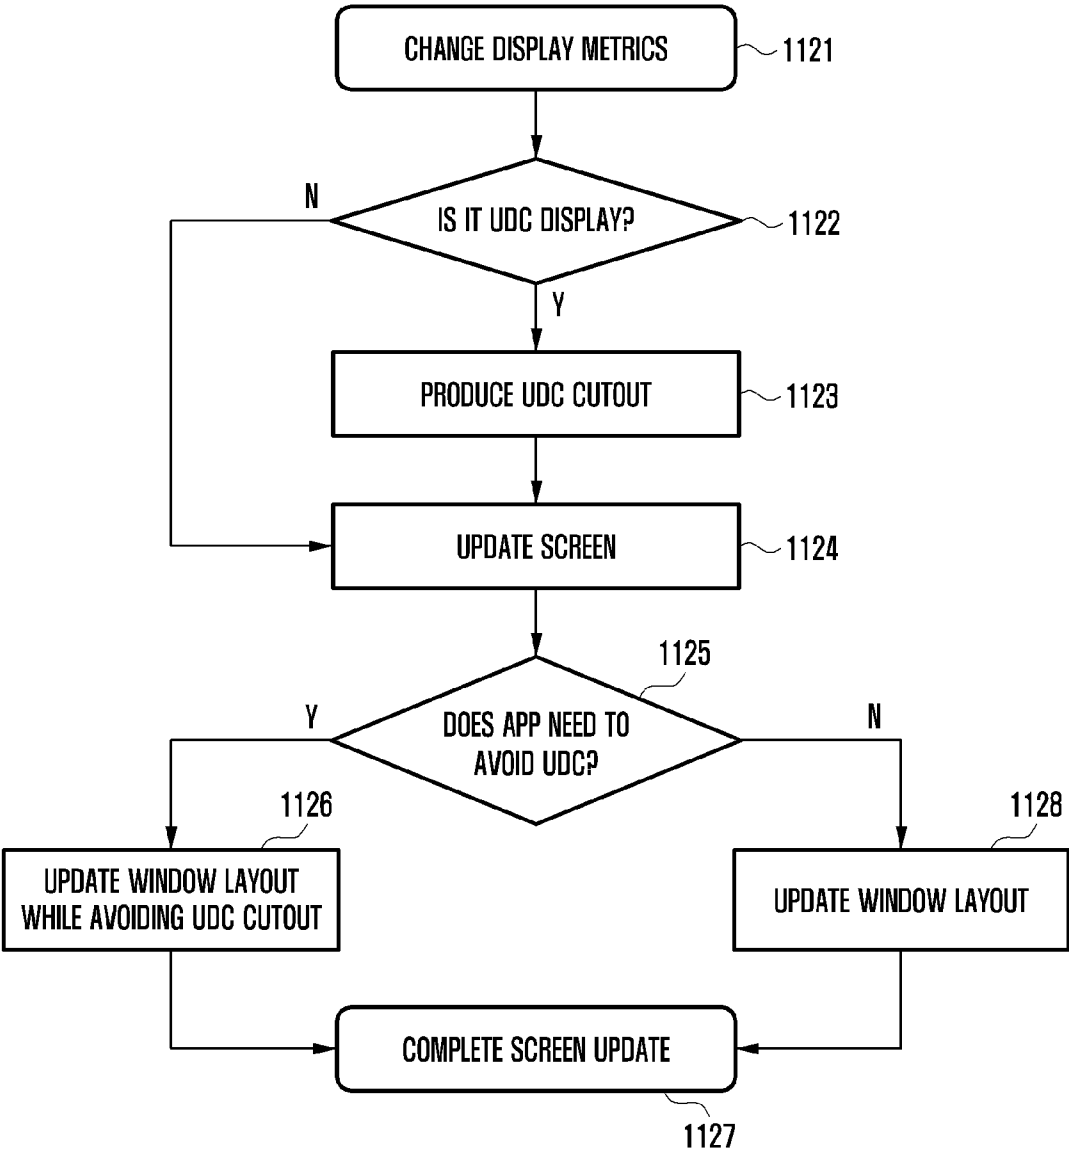 CHANGE DISPLAY METRICS
1121
N
IS IT UDC DISPLAY?
1122
Y
PRODUCE UDC CUTOUT
1123
UPDATE SCREEN
1124
1125
Y
DOES APP NEED TO
AVOID UDC?
N
1126
1128
UPDATE WINDOW LAYOUT
WHILE AVOIDING UDC CUTOUT
UPDATE WINDOW LAYOUT
COMPLETE SCREEN UPDATE
1127